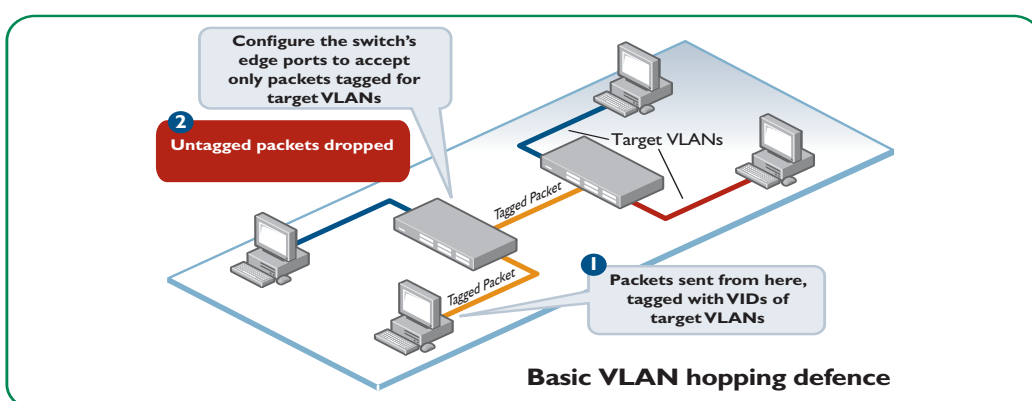 Configure the switch's
edge ports to accept
only packets tagged for
target VLANs
2
Untagged packets dropped
Target VLANs
Tagged Packet
Tagged Packet
1
Packets sent from here,
tagged with VIDs of
target VLANs
Basic VLAN hopping defence